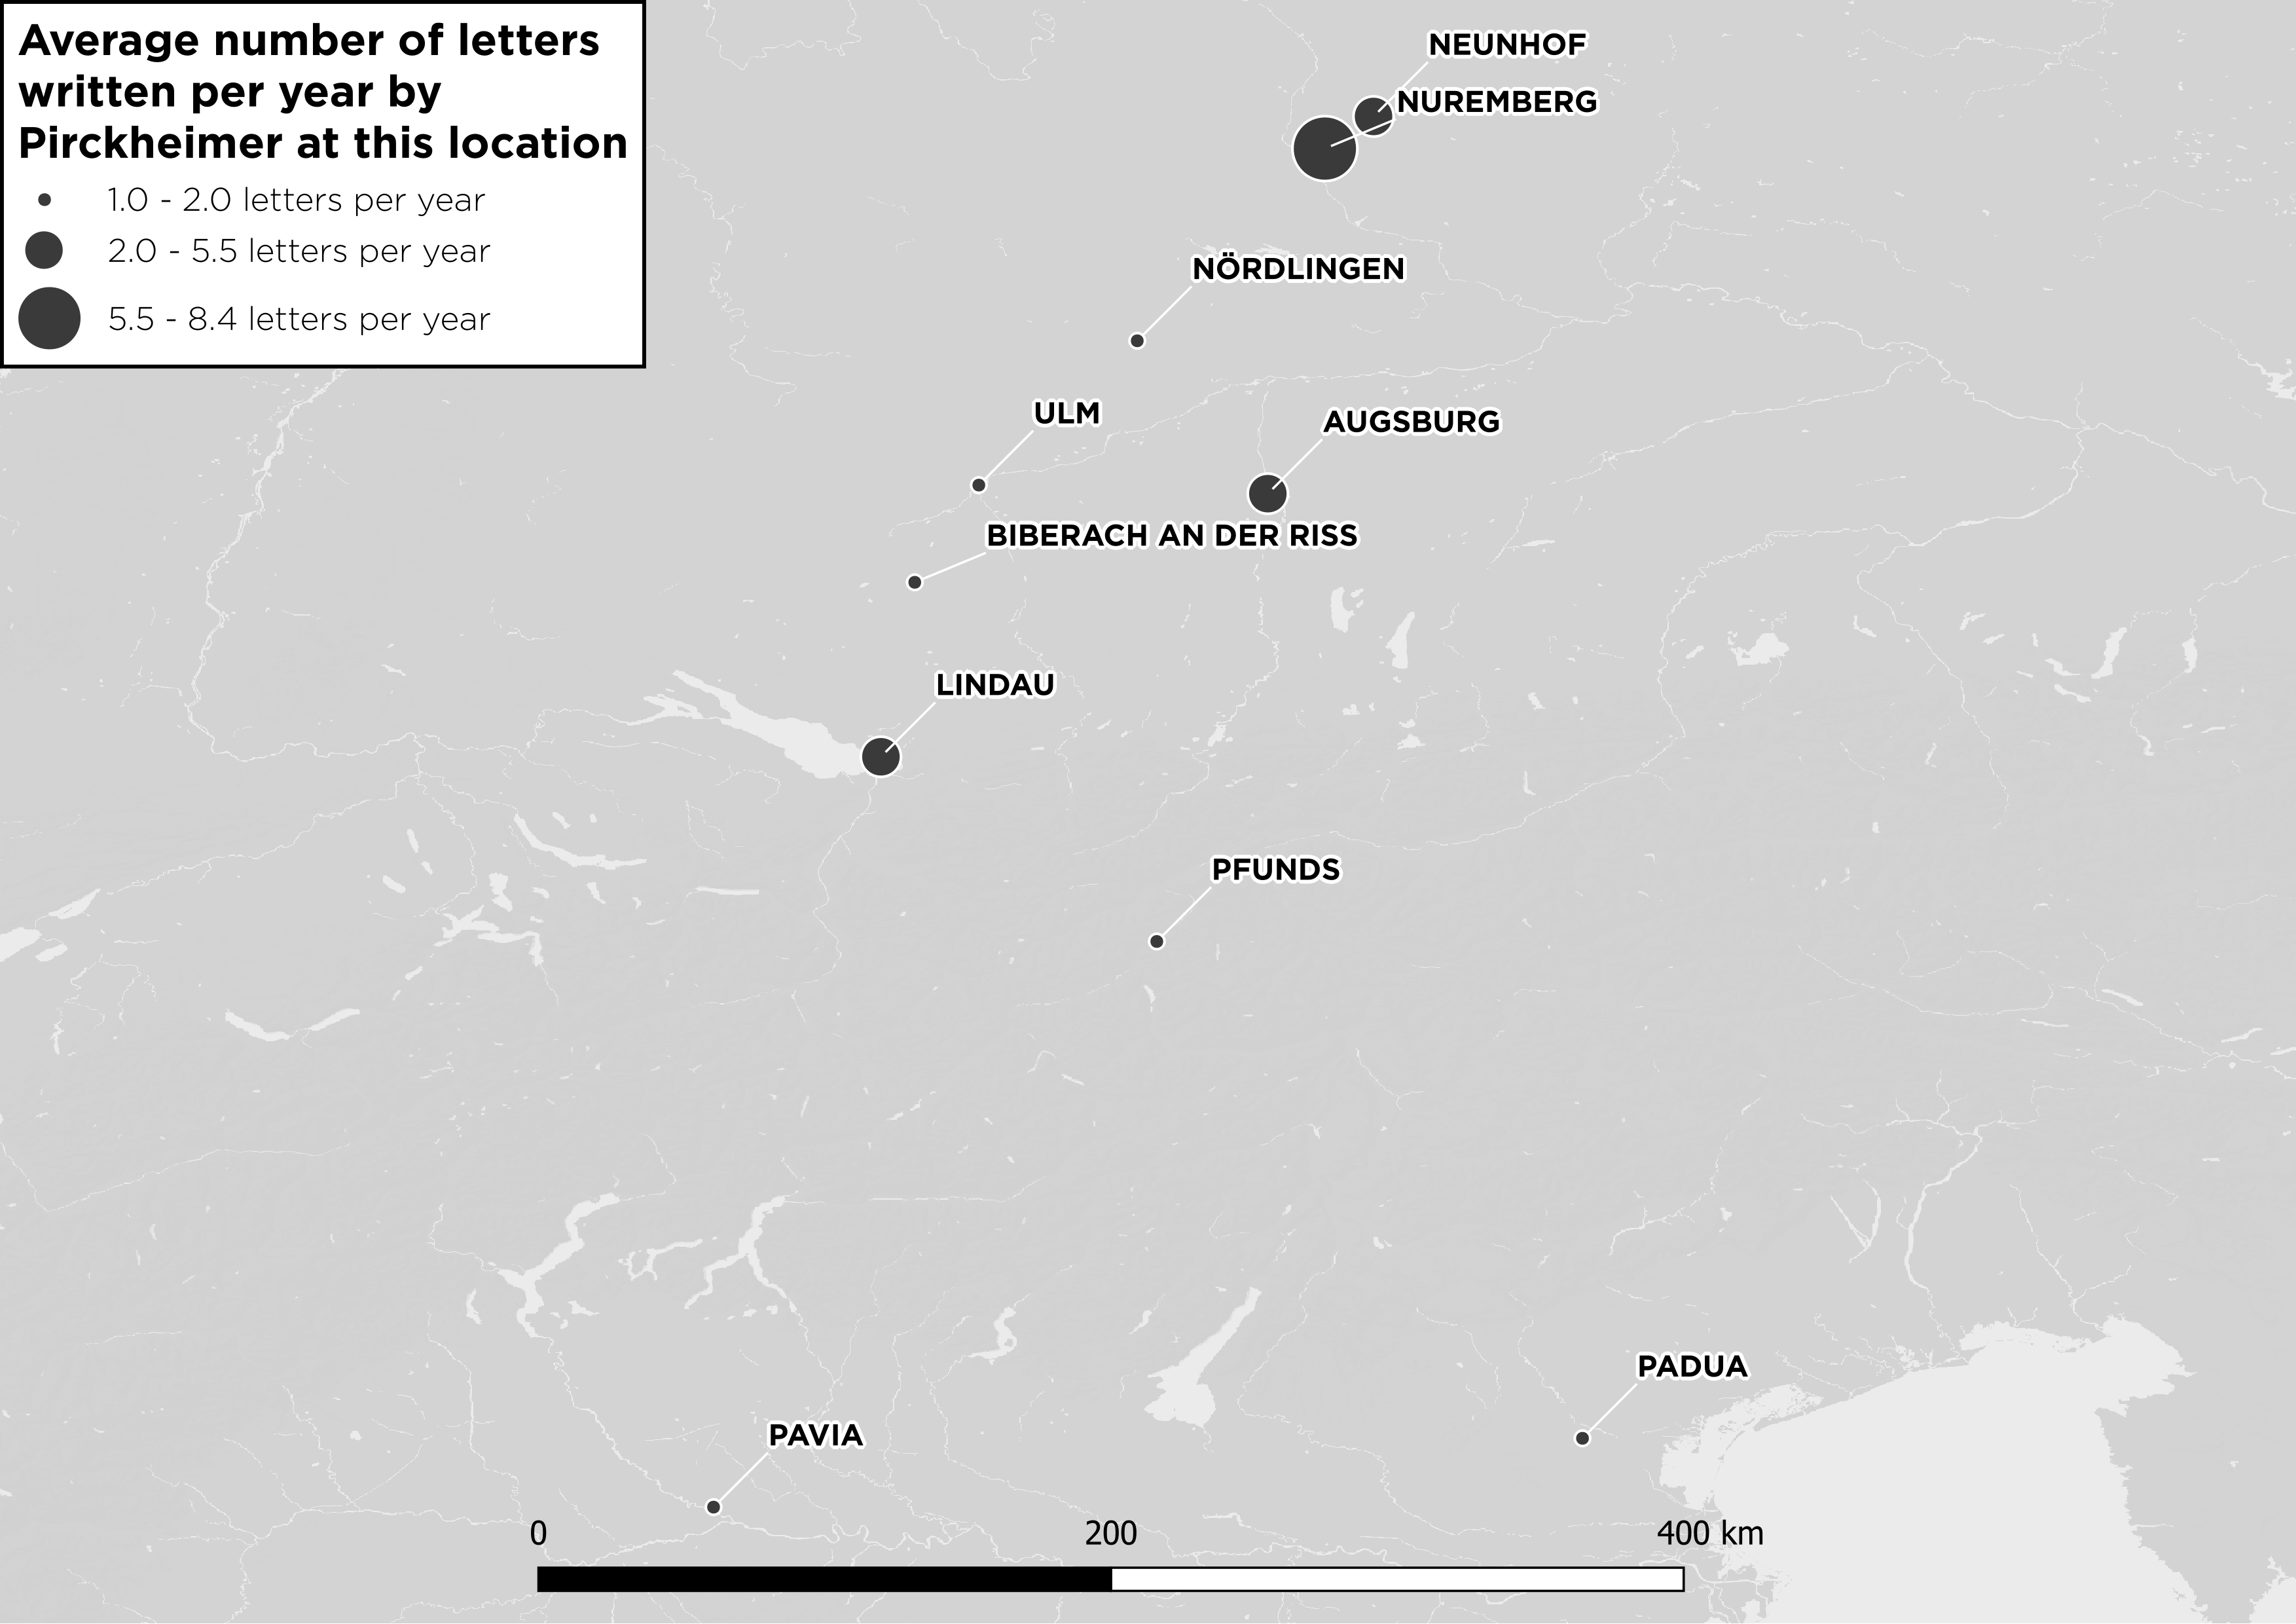 Average number of letters
written per year by
Pirckheimer at this location
1.0 - 2.0 letters per year
2.0 - 5.5 letters per year
5.5 - 8.4 letters per year
NEUNHOF
NUREMBERG
NÖRDLINGEN
ULM
AUGSBURG
BIBERACH AN DER RISS
LINDAU
PFUNDS
PADUA
PAVIA
0 200 400 km